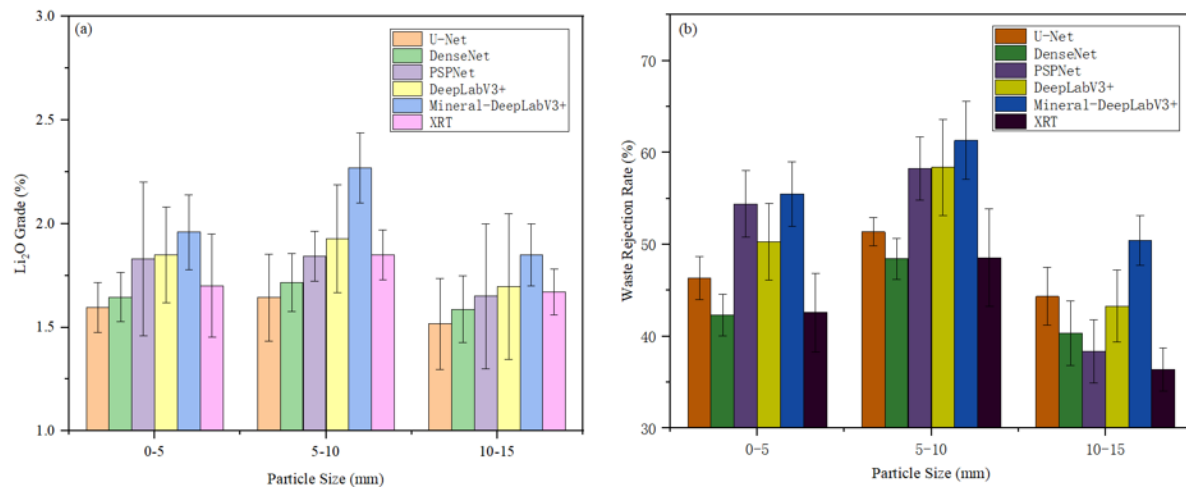 (a)
3.0
2.5
2.0
1.5
1.0
Li₂O Grade (%)
U-Net
DenseNet
PSPNet
DeepLabV3+
Mineral-DeepLabV3+
XRT
0-5
5-10
10-15
Particle Size (mm)
(b)
70
60
50
40
30
Waste Rejection Rate (%)
U-Net
DenseNet
PSPNet
DeepLabV3+
Mineral-DeepLabV3+
XRT
0-5
5-10
10-15
Particle Size (mm)